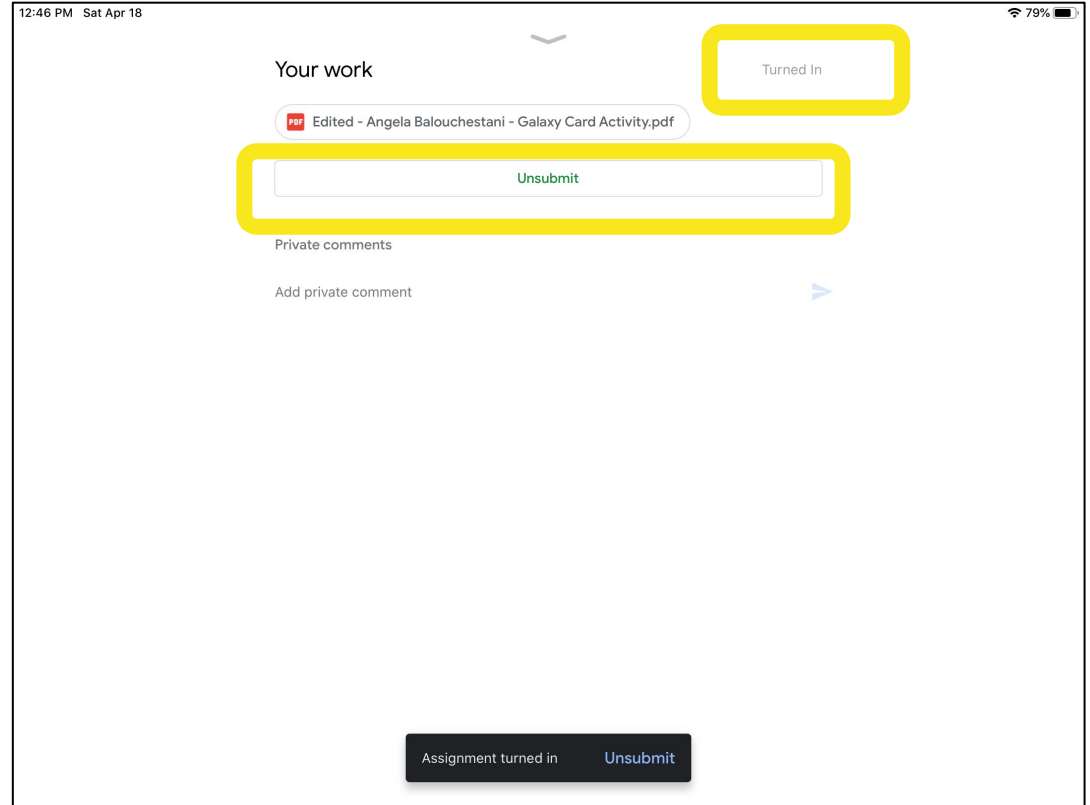 12:46 PM Sat Apr 18 79%
Your work Turned In
PDF Edited - Angela Balouchestani - Galaxy Card Activity.pdf
Unsubmit
Private comments
Add private comment
Assignment turned in Unsubmit